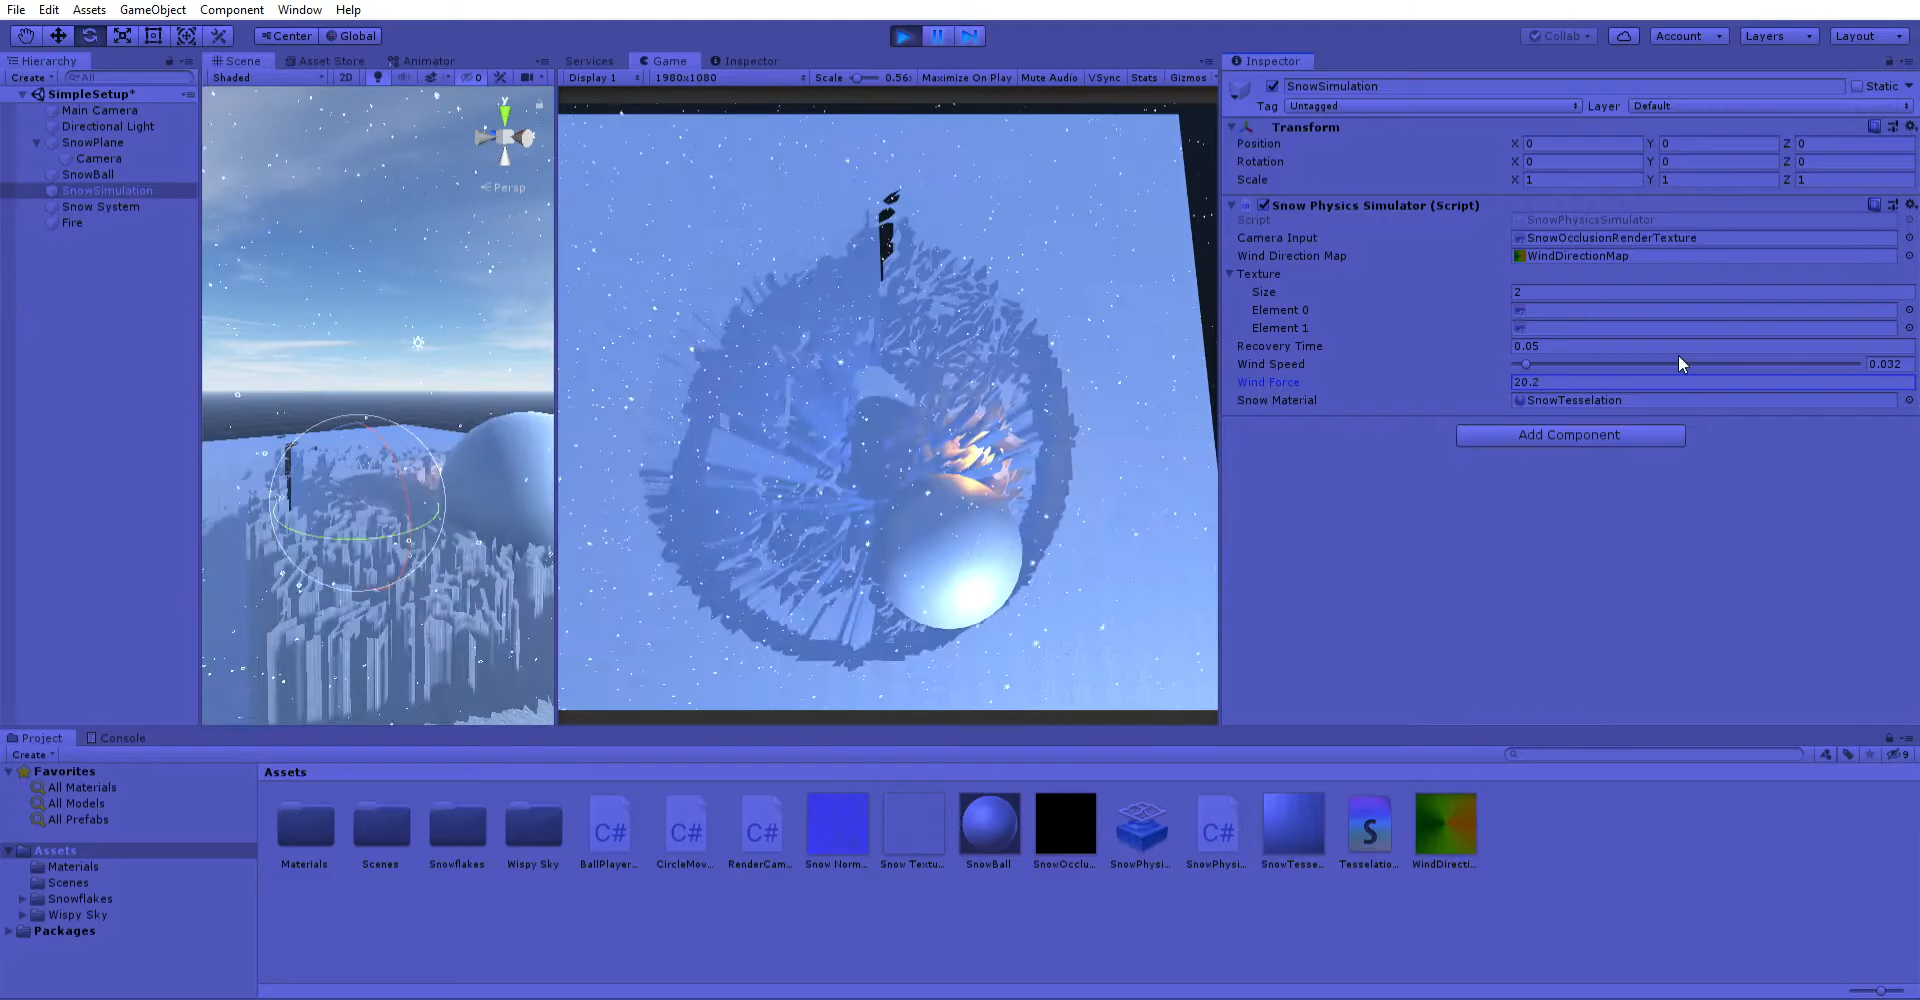 File Edit Assets GameObject Component Window Help
Center Global
Collab Account Layers Layout
Hierarchy
Create All
SimpleSetup*
Main Camera
Directional Light
SnowPlane
Camera
SnowBall
SnowSimulation
Snow System
Fire
Scene Asset Store Animator
Shaded 2D 0
y
Persp
Services Game Inspector
Display 1 1980x1080 Scale 0.56: Maximize On Play Mute Audio VSync Stats Gizmos
Inspector
SnowSimulation Static
Tag Untagged Layer Default
Transform
Position X 0 Y 0 Z 0
Rotation X 0 Y 0 Z 0
Scale X 1 Y 1 Z 1
Snow Physics Simulator (Script)
Script SnowPhysicsSimulator
Camera Input SnowOcclusionRenderTexture
Wind Direction Map WindDirectionMap
Texture
Size 2
Element 0
Element 1
Recovery Time 0.05
Wind Speed 0.032
Wind Force 20.2
Snow Material SnowTesselation
Add Component
Project Console
Create 9
Favorites
All Materials
All Models
All Prefabs
Assets
Materials
Scenes
Snowflakes
Wispy Sky
Packages
Assets
C# C# C# C# S
Materials Scenes Snowflakes Wispy Sky BallPlayer... CircleMov... RenderCam... Snow Norm... Snow Textu... SnowBall SnowOcclu... SnowPhysi... SnowPhysi... SnowTesse... Tesselatio... WindDirecti...